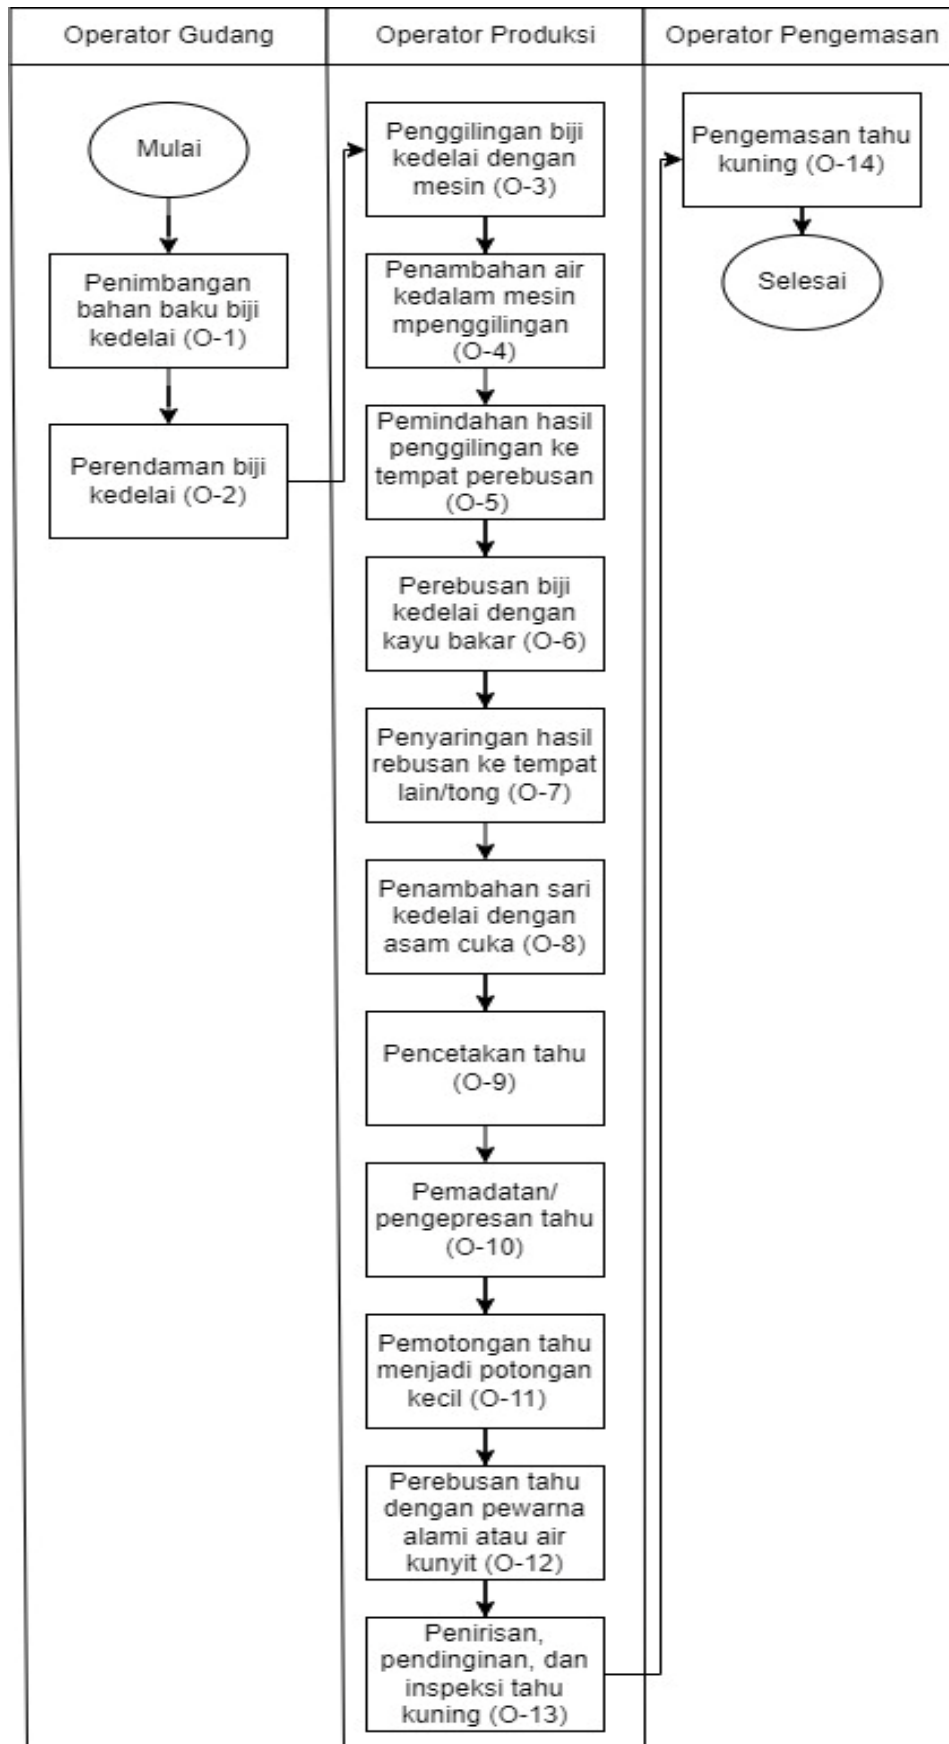 Operator Gudang
Operator Produksi
Operator Pengemasan
Mulai
Penimbangan
bahan baku biji
kedelai (O-1)
Perendaman biji
kedelai (O-2)
Penggilingan biji
kedelai dengan
mesin (O-3)
Penambahan air
kedalam mesin
mpenggilingan
(O-4)
Pemindahan hasil
penggilingan ke
tempat perebusan
(O-5)
Perebusan biji
kedelai dengan
kayu bakar (O-6)
Penyaringan hasil
rebusan ke tempat
lain/tong (O-7)
Penambahan sari
kedelai dengan
asam cuka (O-8)
Pencetakan tahu
(O-9)
Pemadatan/
pengepresan tahu
(O-10)
Pemotongan tahu
menjadi potongan
kecil (O-11)
Perebusan tahu
dengan pewarna
alami atau air
kunyit (O-12)
Penirisan,
pendinginan, dan
inspeksi tahu
kuning (O-13)
Pengemasan tahu
kuning (O-14)
Selesai